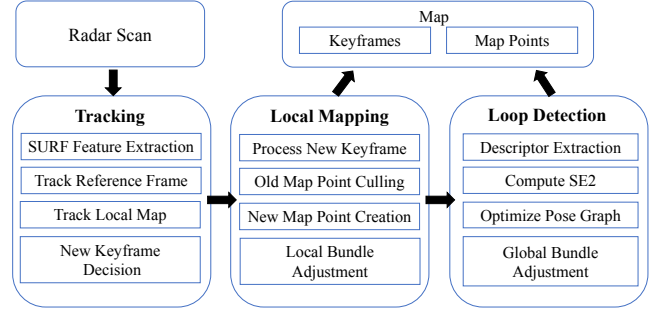 Radar Scan
Map
Keyframes
Map Points
Tracking
SURF Feature Extraction
Track Reference Frame
Track Local Map
New Keyframe
Decision
Local Mapping
Process New Keyframe
Old Map Point Culling
New Map Point Creation
Local Bundle
Adjustment
Loop Detection
Descriptor Extraction
Compute SE2
Optimize Pose Graph
Global Bundle
Adjustment